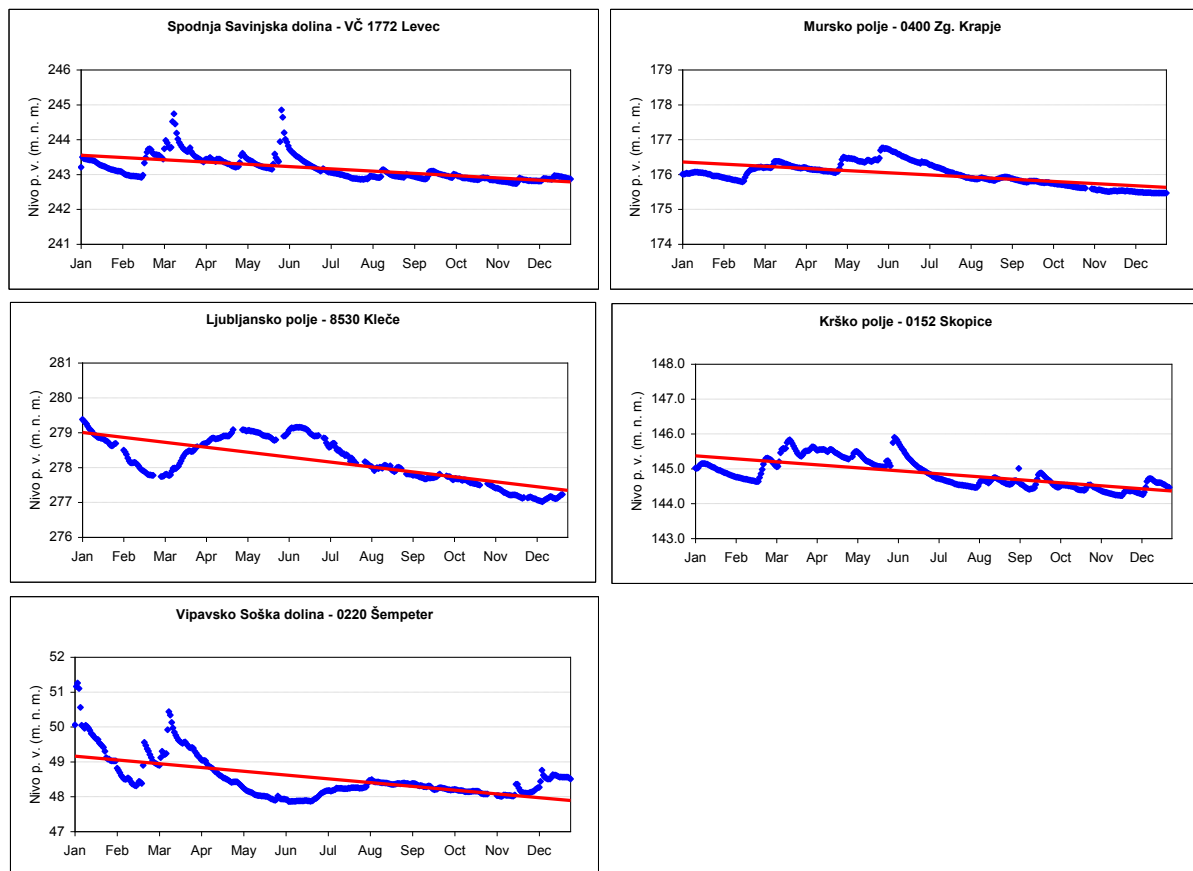 Spodnja Savinjska dolina - VČ 1772 Levec
Nivo p. v. (m. n. m.)
246
245
244
243
242
241
Jan Feb Mar Apr May Jun Jul Aug Sep Oct Nov Dec
Mursko polje - 0400 Zg. Krapje
Nivo p. v. (m. n. m.)
179
178
177
176
175
174
Jan Feb Mar Apr May Jun Jul Aug Sep Oct Nov Dec
Ljubljansko polje - 8530 Kleče
Nivo p. v. (m. n. m.)
281
280
279
278
277
276
Jan Feb Mar Apr May Jun Jul Aug Sep Oct Nov Dec
Krško polje - 0152 Skopice
Nivo p. v. (m. n. m.)
148.0
147.0
146.0
145.0
144.0
143.0
Jan Feb Mar Apr May Jun Jul Aug Sep Oct Nov Dec
Vipavsko Soška dolina - 0220 Šempeter
Nivo p. v. (m. n. m.)
52
51
50
49
48
47
Jan Feb Mar Apr May Jun Jul Aug Sep Oct Nov Dec